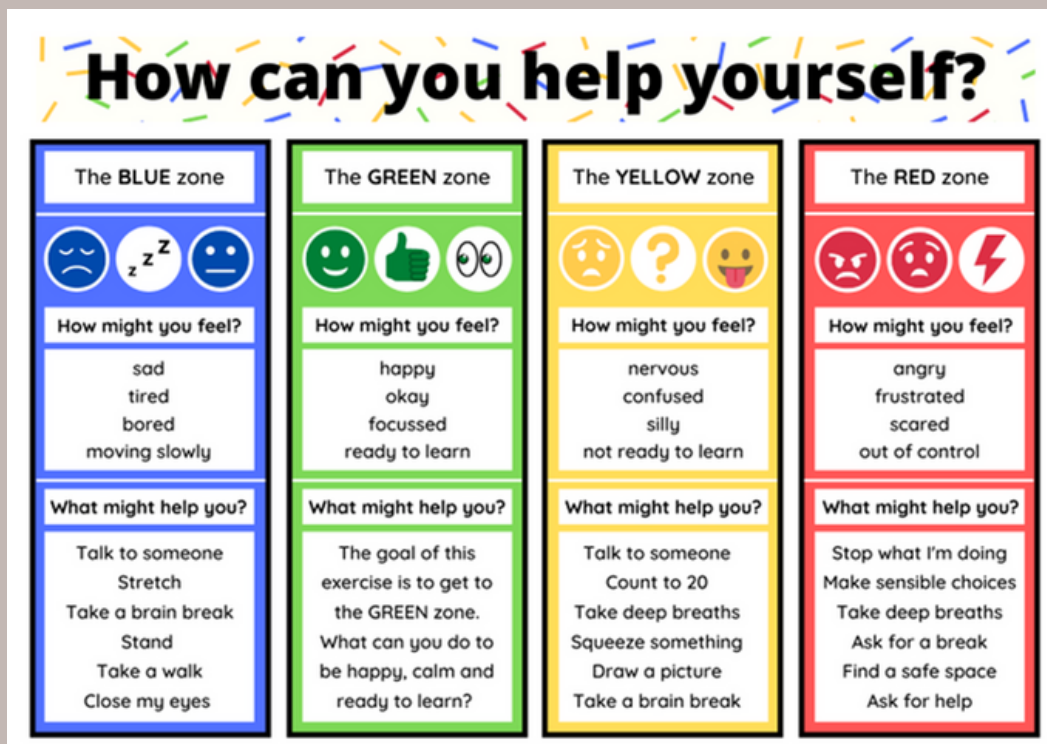 How can you help yourself?
The BLUE zone
z z Z
How might you feel?
sad
tired
bored
moving slowly
What might help you?
Talk to someone
Stretch
Take a brain break
Stand
Take a walk
Close my eyes
The GREEN zone
How might you feel?
happy
okay
focussed
ready to learn
What might help you?
The goal of this
exercise is to get to
the GREEN zone.
What can you do to
be happy, calm and
ready to learn?
The YELLOW zone
?
How might you feel?
nervous
confused
silly
not ready to learn
What might help you?
Talk to someone
Count to 20
Take deep breaths
Squeeze something
Draw a picture
Take a brain break
The RED zone
How might you feel?
angry
frustrated
scared
out of control
What might help you?
Stop what I'm doing
Make sensible choices
Take deep breaths
Ask for a break
Find a safe space
Ask for help